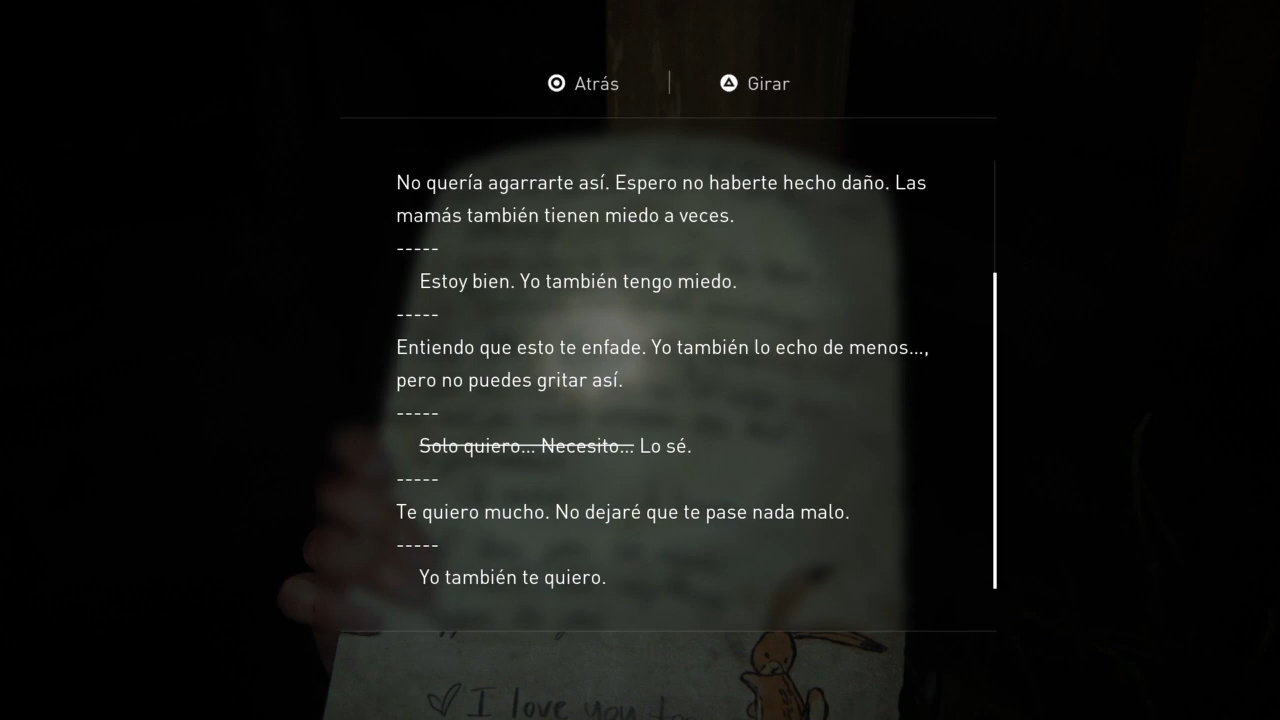 Atrás
Girar
No quería agarrarte así. Espero no haberte hecho daño. Las
mamás también tienen miedo a veces.
-----
Estoy bien. Yo también tengo miedo.
-----
Entiendo que esto te enfade. Yo también lo echo de menos...,
pero no puedes gritar así.
-----
Solo quiero... Necesito... Lo sé.
-----
Te quiero mucho. No dejaré que te pase nada malo.
-----
Yo también te quiero.
I love you too